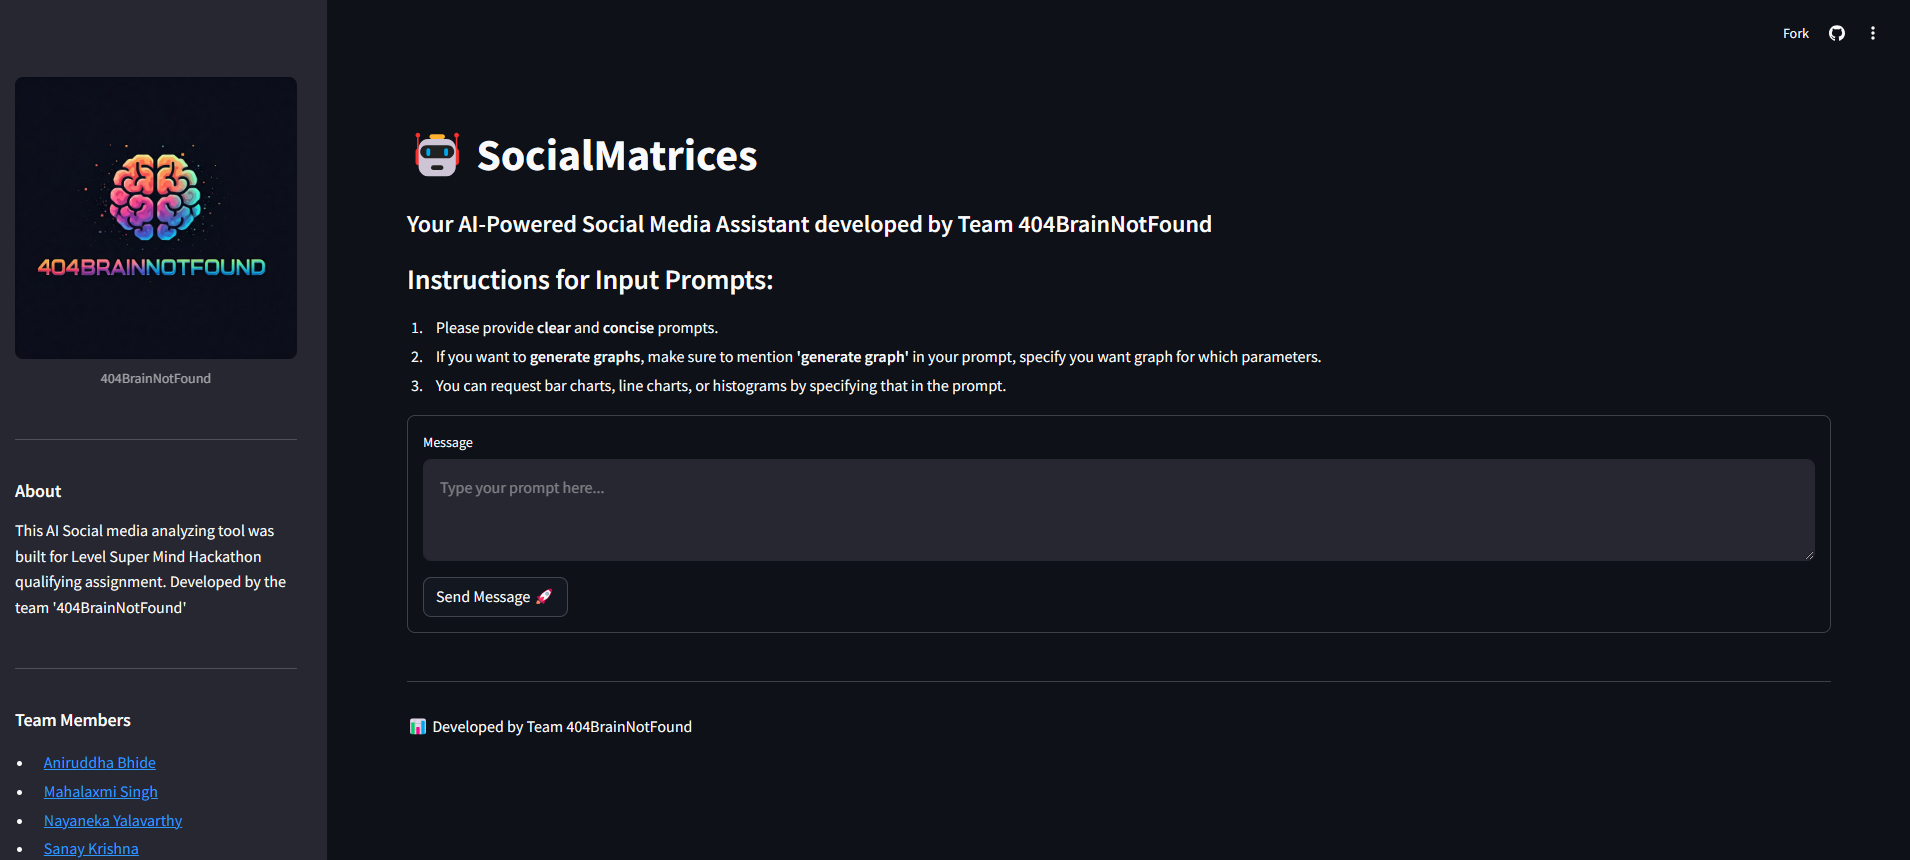 Fork
404BRAINNOTFOUND
404BrainNotFound
About
This AI Social media analyzing tool was
built for Level Super Mind Hackathon
qualifying assignment. Developed by the
team '404BrainNotFound'
Team Members
Aniruddha Bhide
Mahalaxmi Singh
Nayaneka Yalavarthy
Sanay Krishna
SocialMatrices
Your AI-Powered Social Media Assistant developed by Team 404BrainNotFound
Instructions for Input Prompts:
1. Please provide clear and concise prompts.
2. If you want to generate graphs, make sure to mention 'generate graph' in your prompt, specify you want graph for which parameters.
3. You can request bar charts, line charts, or histograms by specifying that in the prompt.
Message
Type your prompt here...
Send Message 🚀
📊 Developed by Team 404BrainNotFound